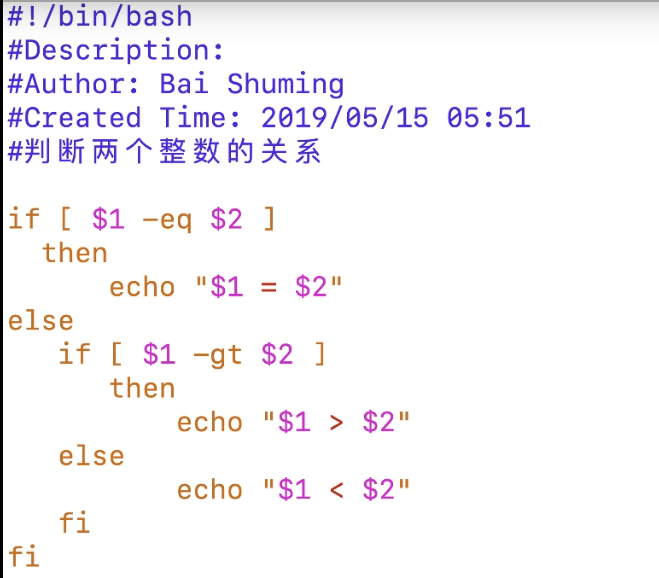 #!/bin/bash
#Description:
#Author: Bai Shuming
#Created Time: 2019/05/15 05:51
#判断两个整数的关系
if [ $1 -eq $2 ]
then
echo "$1 = $2"
else
if [ $1 -gt $2 ]
then
echo "$1 > $2"
else
echo "$1 < $2"
fi
fi